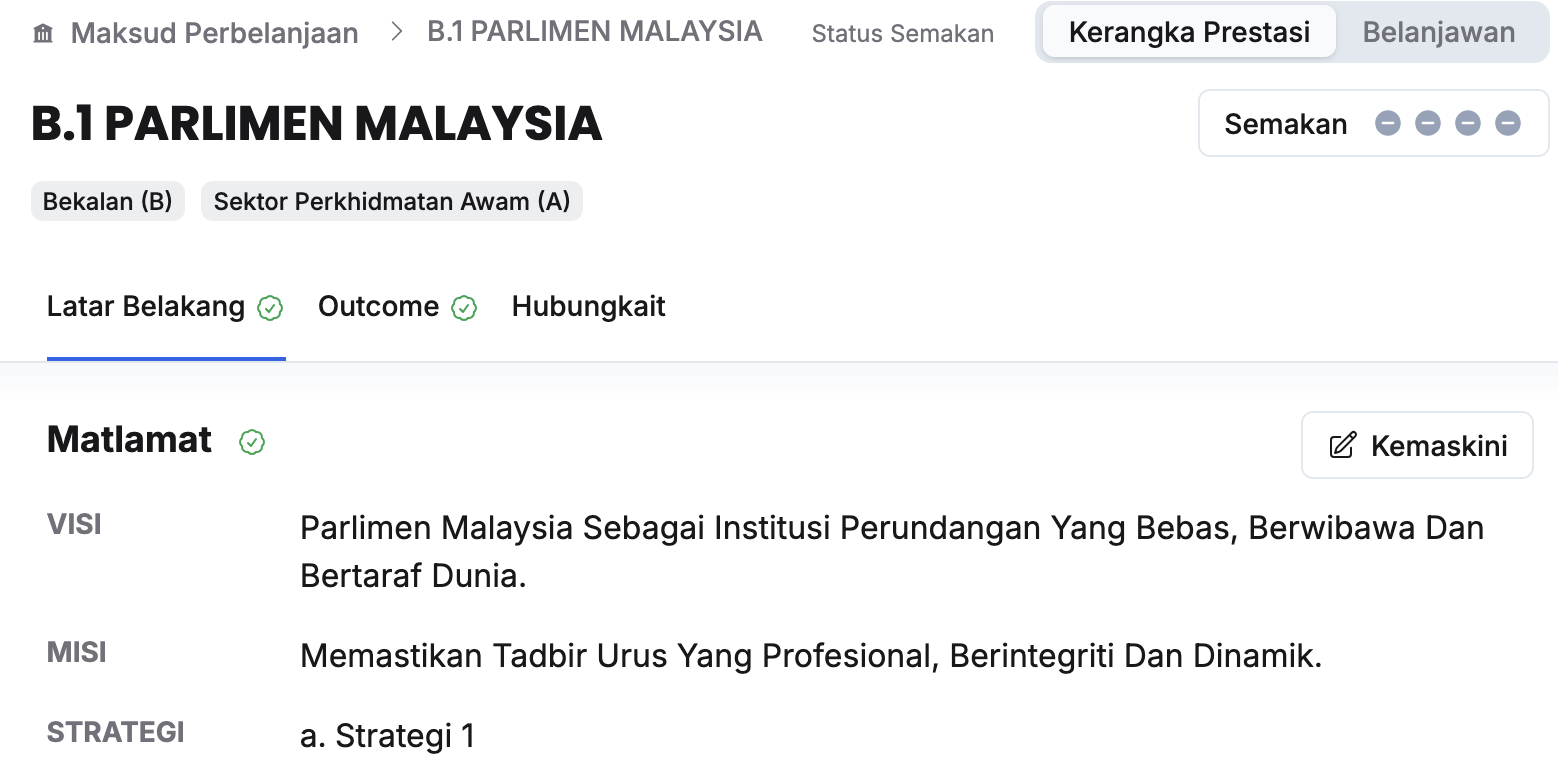 Maksud Perbelanjaan > B.1 PARLIMEN MALAYSIA Status Semakan Kerangka Prestasi Belanjawan
B.1 PARLIMEN MALAYSIA
Semakan
Bekalan (B) Sektor Perkhidmatan Awam (A)
Latar Belakang Outcome Hubungkait
Matlamat
Kemaskini
VISI Parlimen Malaysia Sebagai Institusi Perundangan Yang Bebas, Berwibawa Dan
Bertaraf Dunia.
MISI Memastikan Tadbir Urus Yang Profesional, Berintegriti Dan Dinamik.
STRATEGI a. Strategi 1